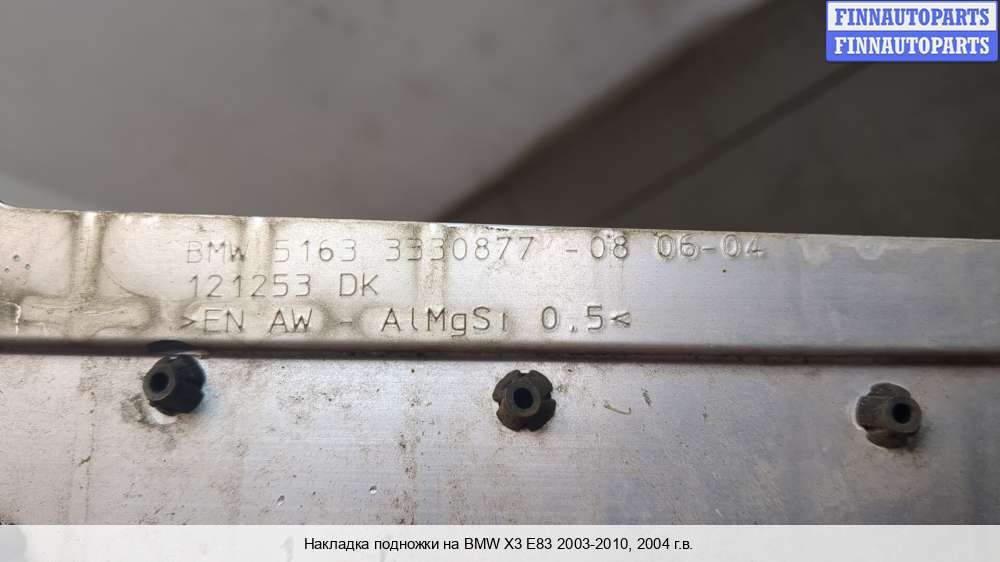 FINNAUTOPARTS
FINNAUTOPARTS
BMW 5163 3330877 -08 06-04
121253 DK
>EN AW - AlMgSi 0,5<
Накладка подножки на BMW X3 E83 2003-2010, 2004 г.в.